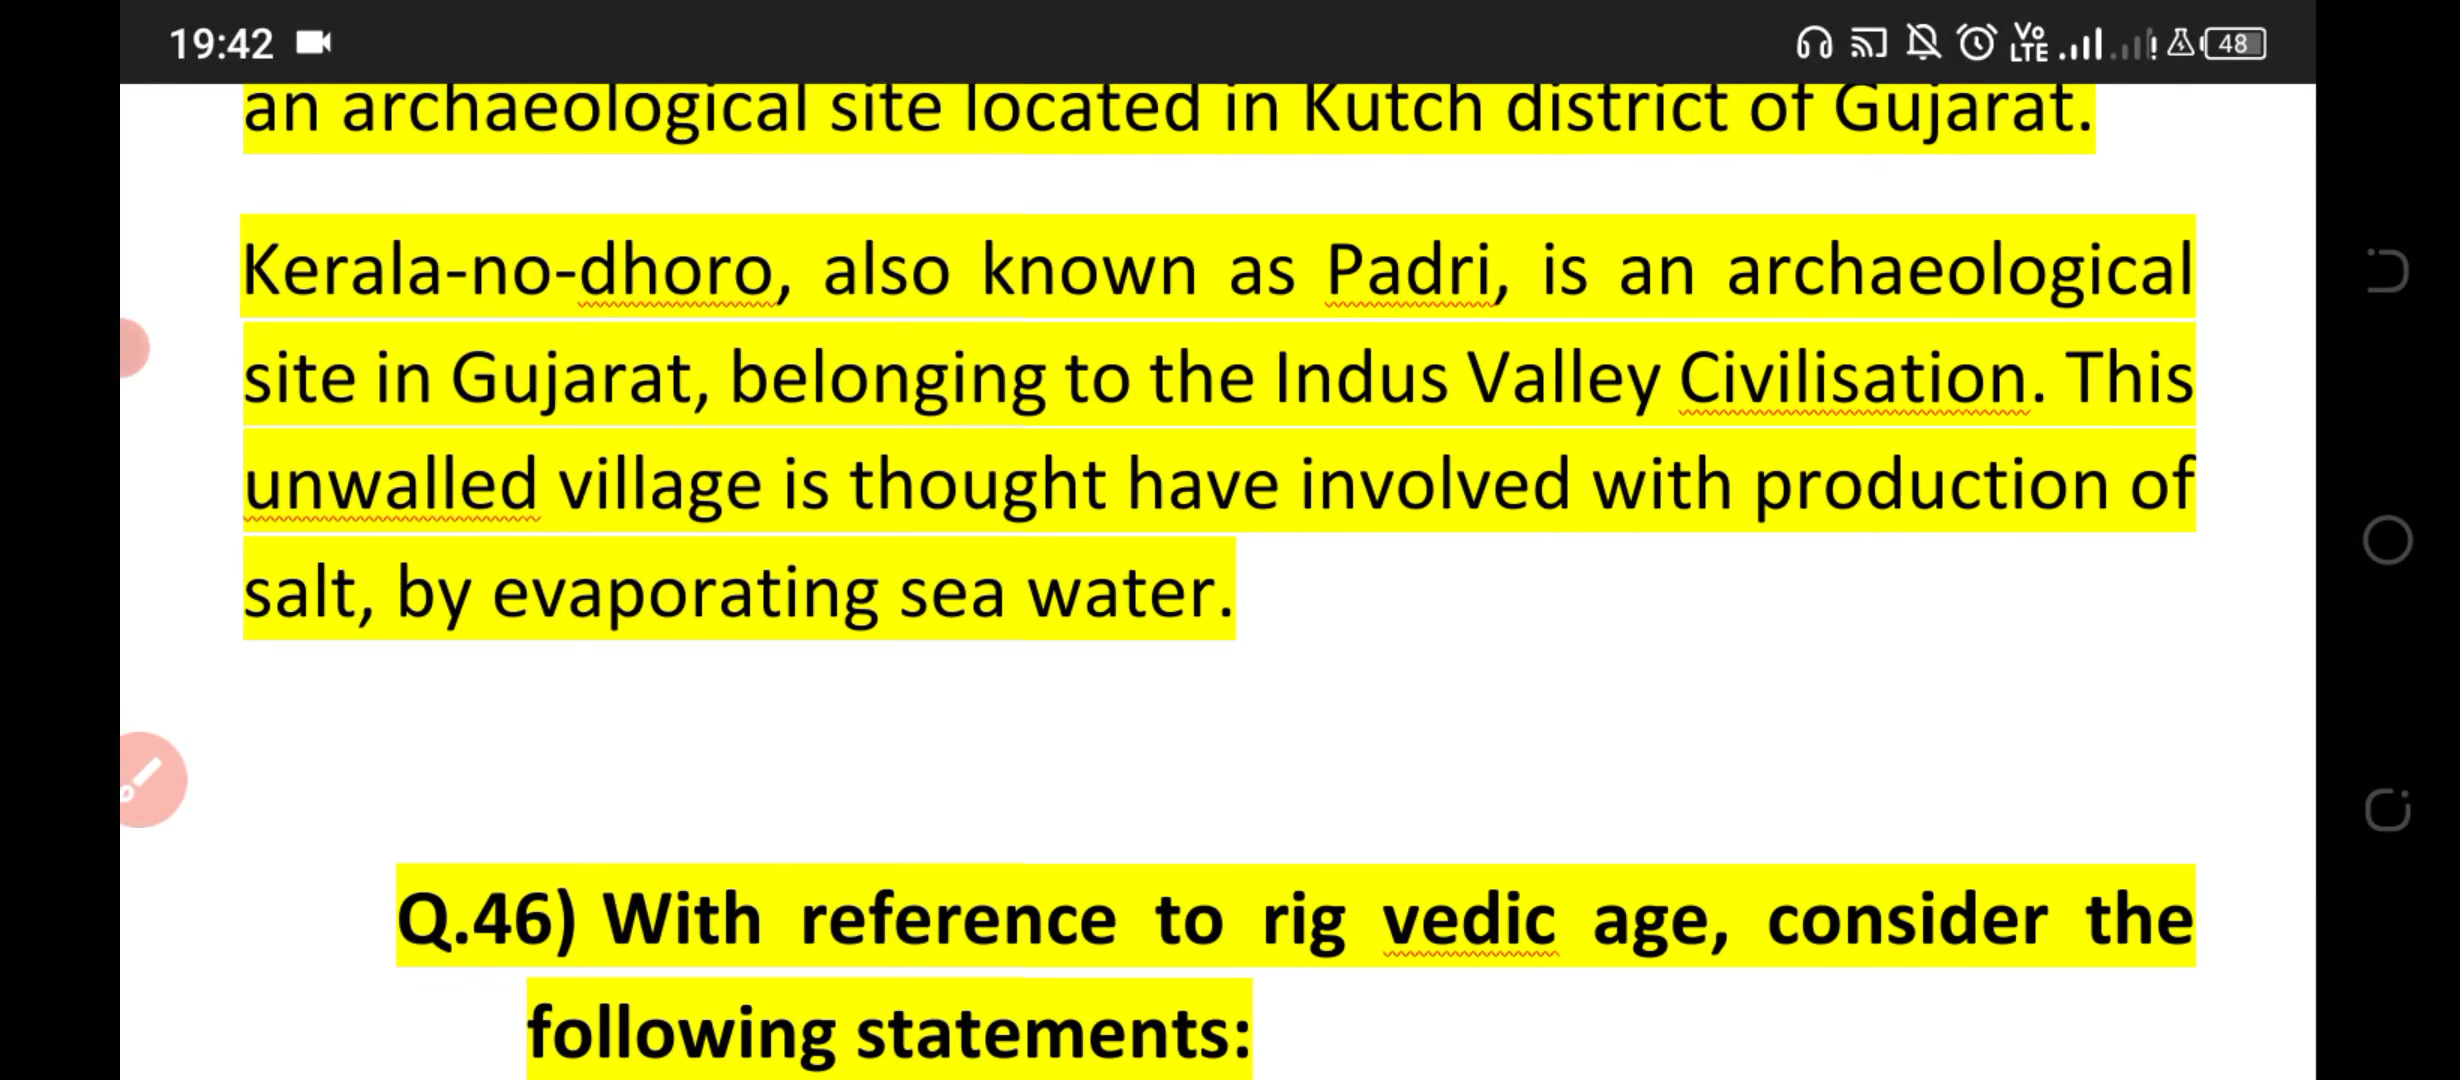 19:42
Vo LTE 48
an archaeological site located in Kutch district of Gujarat.
Kerala-no-dhoro, also known as Padri, is an archaeological
site in Gujarat, belonging to the Indus Valley Civilisation. This
unwalled village is thought have involved with production of
salt, by evaporating sea water.
Q.46) With reference to rig vedic age, consider the
following statements: